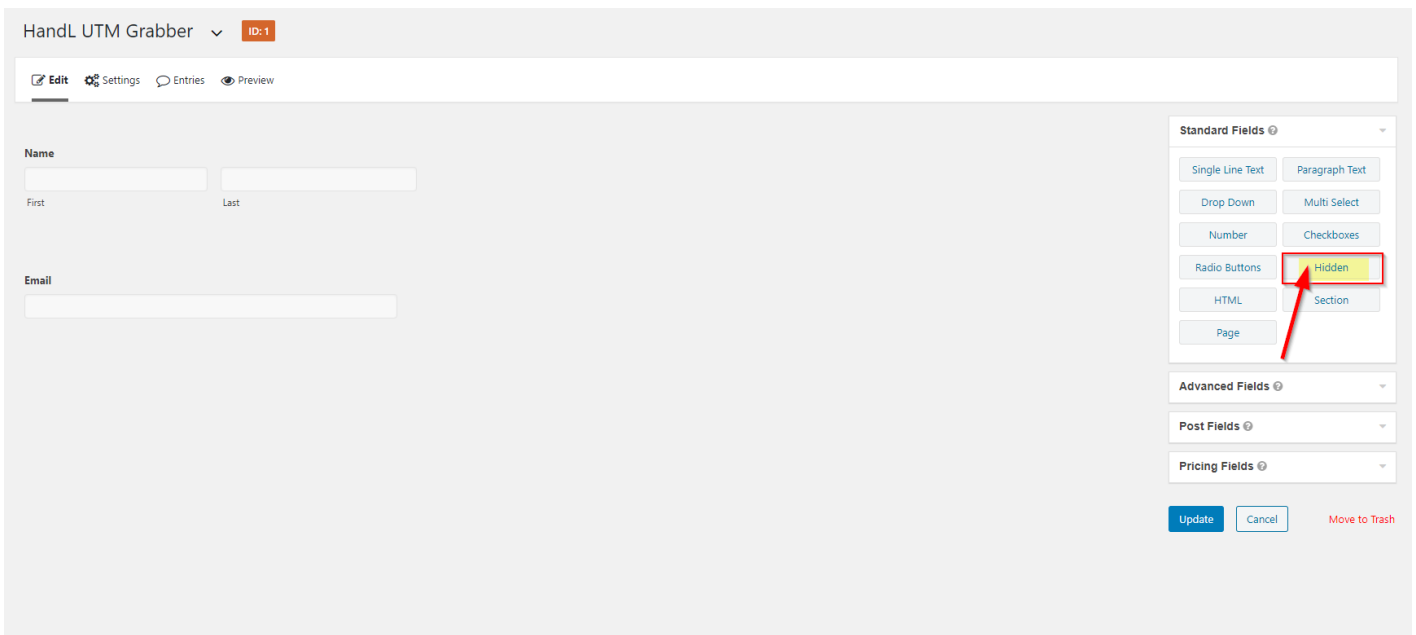 HandL UTM Grabber ID: 1
Edit Settings Entries Preview
Name
First Last
Email
Standard Fields
Single Line Text Paragraph Text
Drop Down Multi Select
Number Checkboxes
Radio Buttons Hidden
HTML Section
Page
Advanced Fields
Post Fields
Pricing Fields
Update Cancel Move to Trash